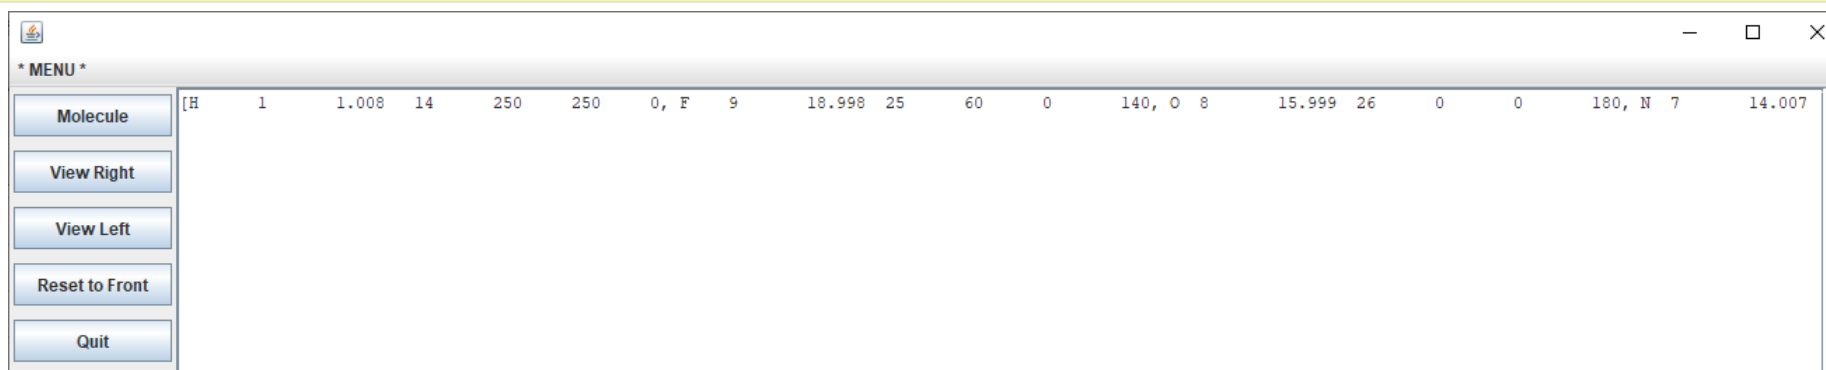 * MENU *
Molecule
View Right
View Left
Reset to Front
Quit
[H 1 1.008 14 250 250 0, F 9 18.998 25 60 0 140, O 8 15.999 26 0 0 180, N 7 14.007